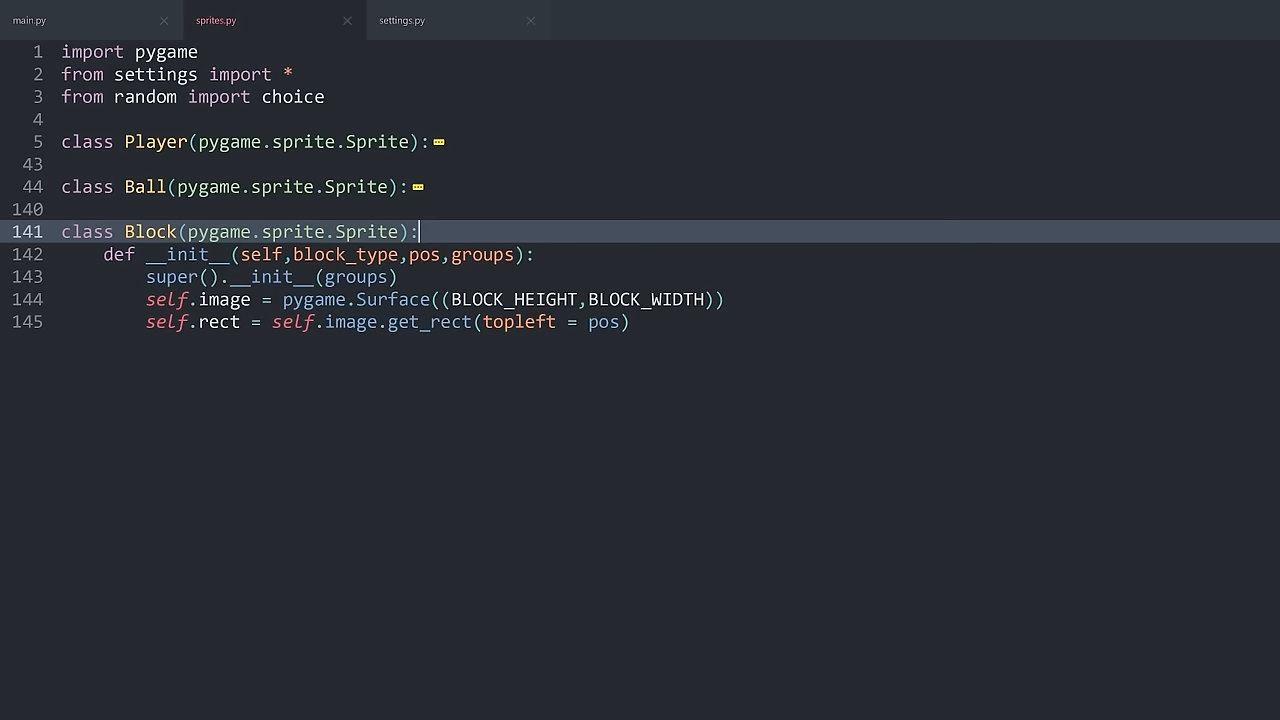 main.py
sprites.py
settings.py
1 import pygame
2 from settings import *
3 from random import choice
4
5 class Player(pygame.sprite.Sprite):
43
44 class Ball(pygame.sprite.Sprite):
140
141 class Block(pygame.sprite.Sprite):
142 def __init__(self,block_type,pos,groups):
143 super().__init__(groups)
144 self.image = pygame.Surface((BLOCK_HEIGHT,BLOCK_WIDTH))
145 self.rect = self.image.get_rect(topleft = pos)